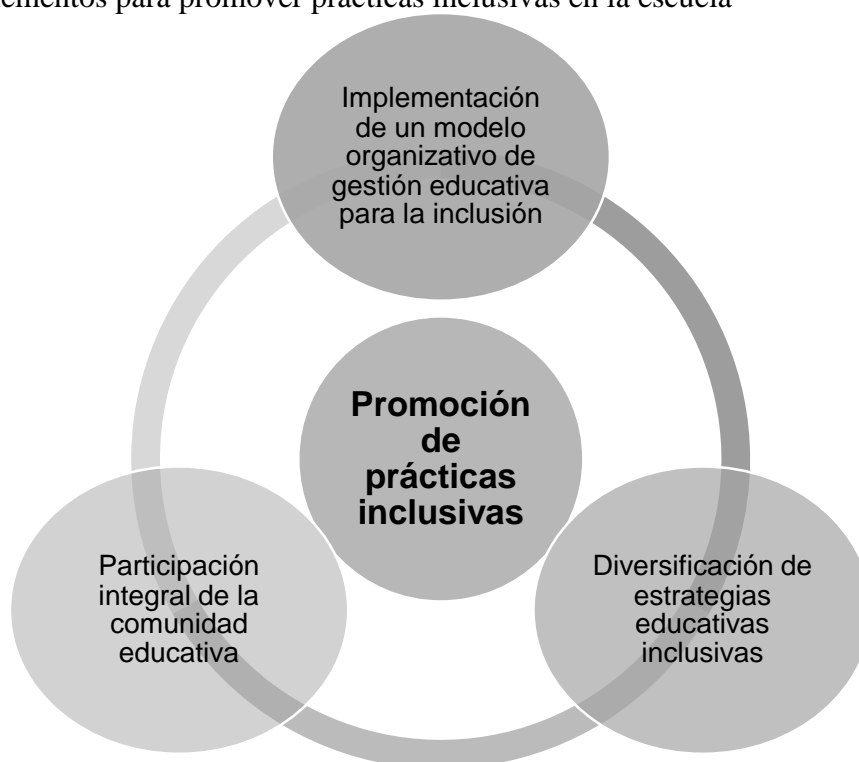 para promover prácticas inclusivas en la escuela
Implementación
de un modelo
organizativo de
gestión educativa
para la inclusión
Promoción
de
prácticas
inclusivas
Participación
integral de la
comunidad
educativa
Diversificación de
estrategias
educativas
inclusivas